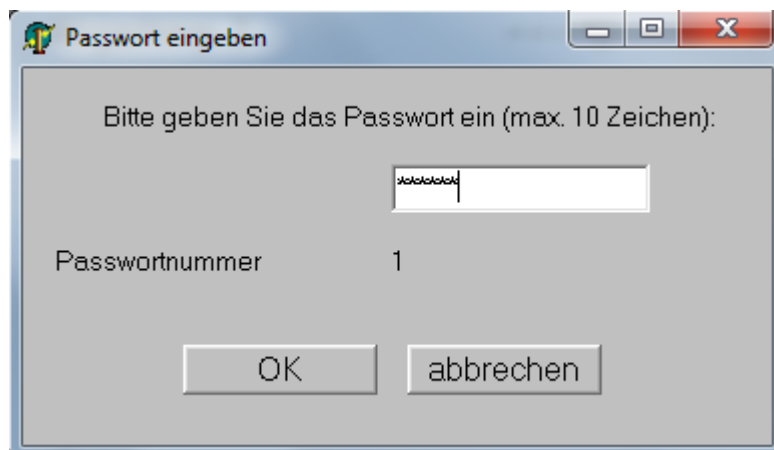 Passwort eingeben
Bitte geben Sie das Passwort ein (max. 10 Zeichen):
*******
Passwortnummer 1
OK abbrechen